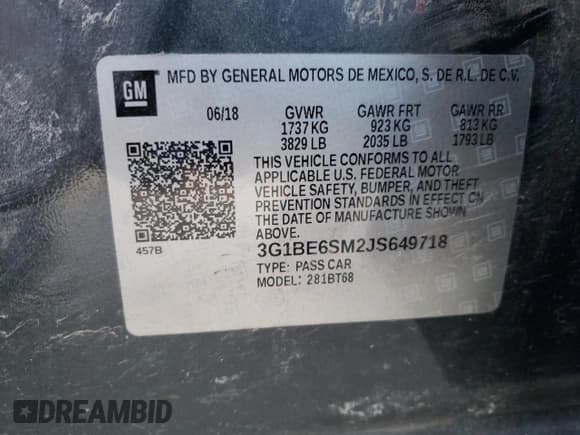 GM MFD BY GENERAL MOTORS DE MEXICO, S. DE R.L. DE C.V.
06/18 GVWR GAWR FRT GAWR RR
1737 KG 923 KG 813 KG
3829 LB 2035 LB 1793 LB
THIS VEHICLE CONFORMS TO ALL
APPLICABLE U.S. FEDERAL MOTOR
VEHICLE SAFETY, BUMPER, AND THEFT
PREVENTION STANDARDS IN EFFECT ON
THE DATE OF MANUFACTURE SHOWN ABOVE.
457B 3G1BE6SM2JS649718
TYPE: PASS CAR
MODEL: 281BT68
DREAMBID